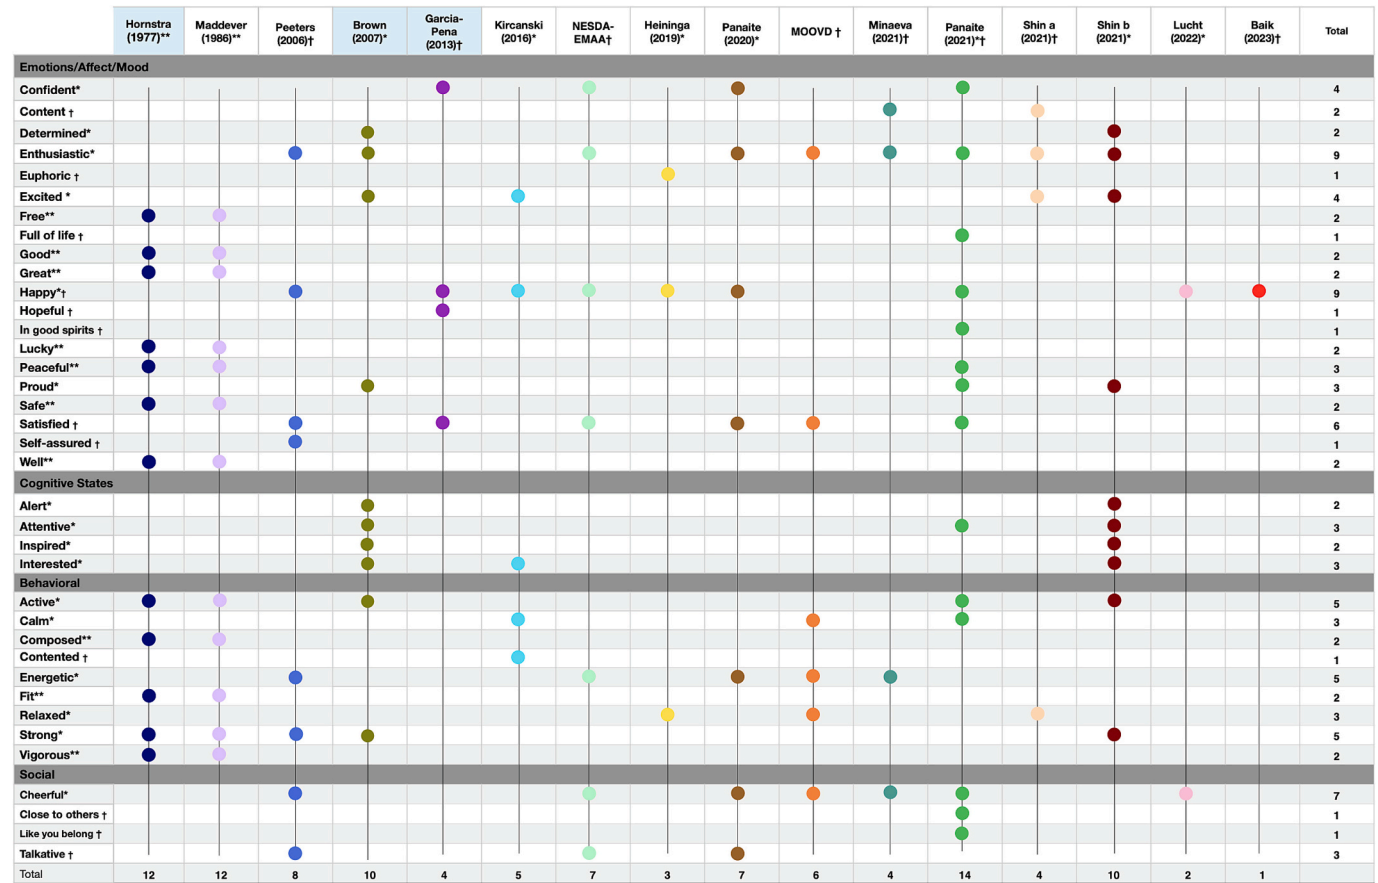 Hornstra (1977)** Maddever (1986)** Peeters (2006)† Brown (2007)* Garcia-Pena (2013)† Kircanski (2016)* NESDA-EMAA† Heininga (2019)* Panaite (2020)* MOOVD † Minaeva (2021)† Panaite (2021)*† Shin a (2021)† Shin b (2021)* Lucht (2022)* Baik (2023)† Total
Emotions/Affect/Mood
Confident* 4
Content † 2
Determined* 2
Enthusiastic* 9
Euphoric † 1
Excited * 4
Free** 2
Full of life † 1
Good** 2
Great** 2
Happy*† 9
Hopeful † 1
In good spirits † 1
Lucky** 2
Peaceful** 3
Proud* 3
Safe** 2
Satisfied † 6
Self-assured † 1
Well** 2
Cognitive States
Alert* 2
Attentive* 3
Inspired* 2
Interested* 3
Behavioral
Active* 5
Calm* 3
Composed** 2
Contented † 1
Energetic* 5
Fit** 2
Relaxed* 3
Strong* 5
Vigorous** 2
Social
Cheerful* 7
Close to others † 1
Like you belong † 1
Talkative † 3
Total 12 12 8 10 4 5 7 3 7 6 4 14 4 10 2 1